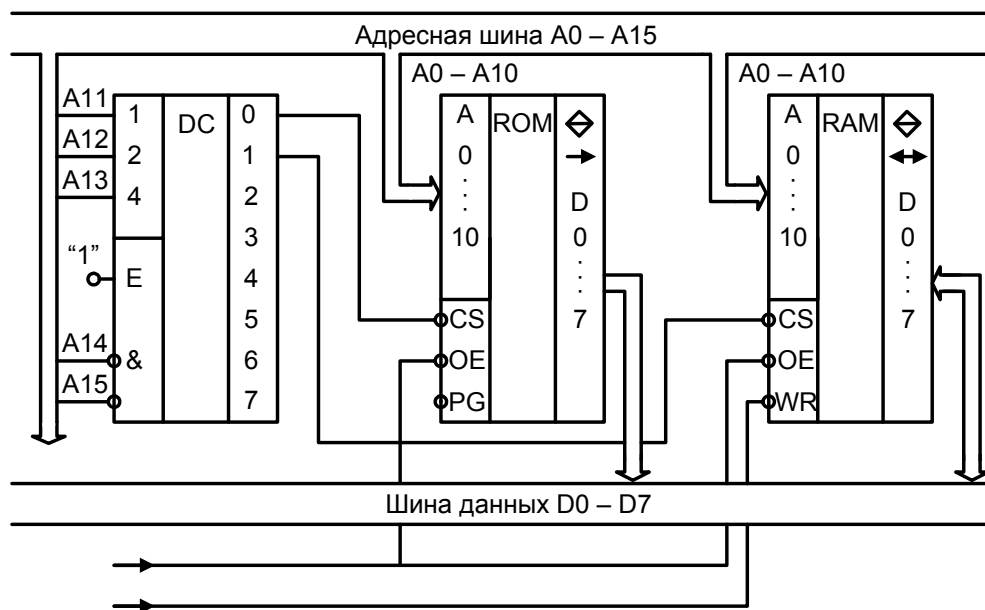 Адресная шина A0 – A15
A0 – A10
A0 – A10
A11
A12
A13
“1”
A14
A15
1
2
4
E
&
DC
0
1
2
3
4
5
6
7
A
0
10
CS
OE
PG
ROM
D
0
7
A
0
10
CS
OE
WR
RAM
D
0
7
Шина данных D0 – D7